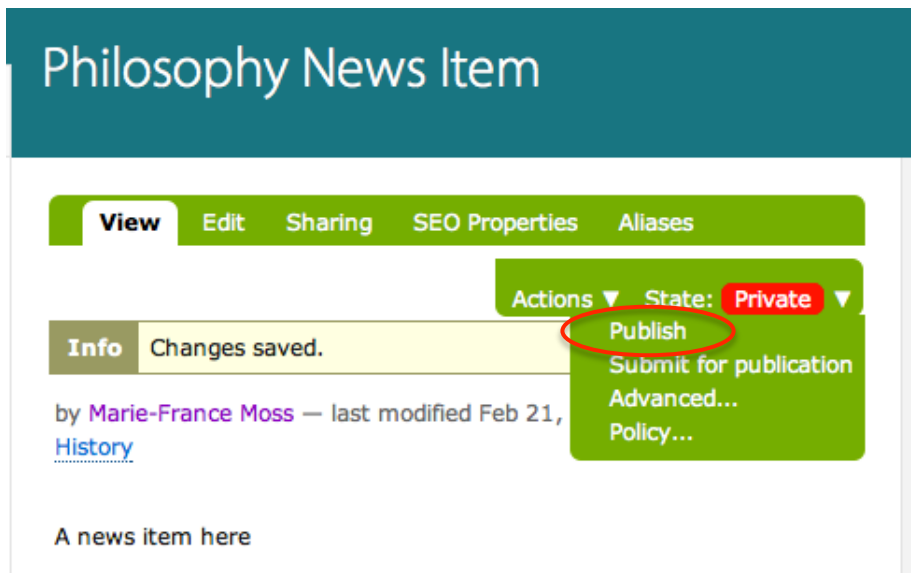 Philosophy News Item
View Edit Sharing SEO Properties Aliases
Actions ▼ State: Private ▼
Publish
Info Changes saved.
Submit for publication
Advanced...
by Marie-France Moss — last modified Feb 21,
Policy...
History
A news item here